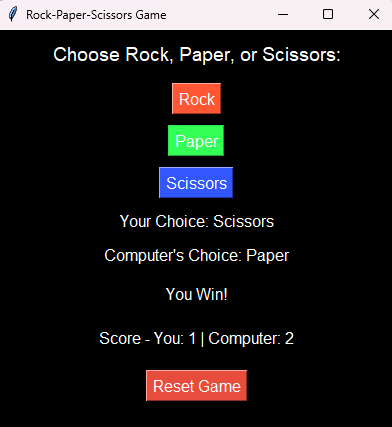 Rock-Paper-Scissors Game
Choose Rock, Paper, or Scissors:
Rock
Paper
Scissors
Your Choice: Scissors
Computer's Choice: Paper
You Win!
Score - You: 1 | Computer: 2
Reset Game